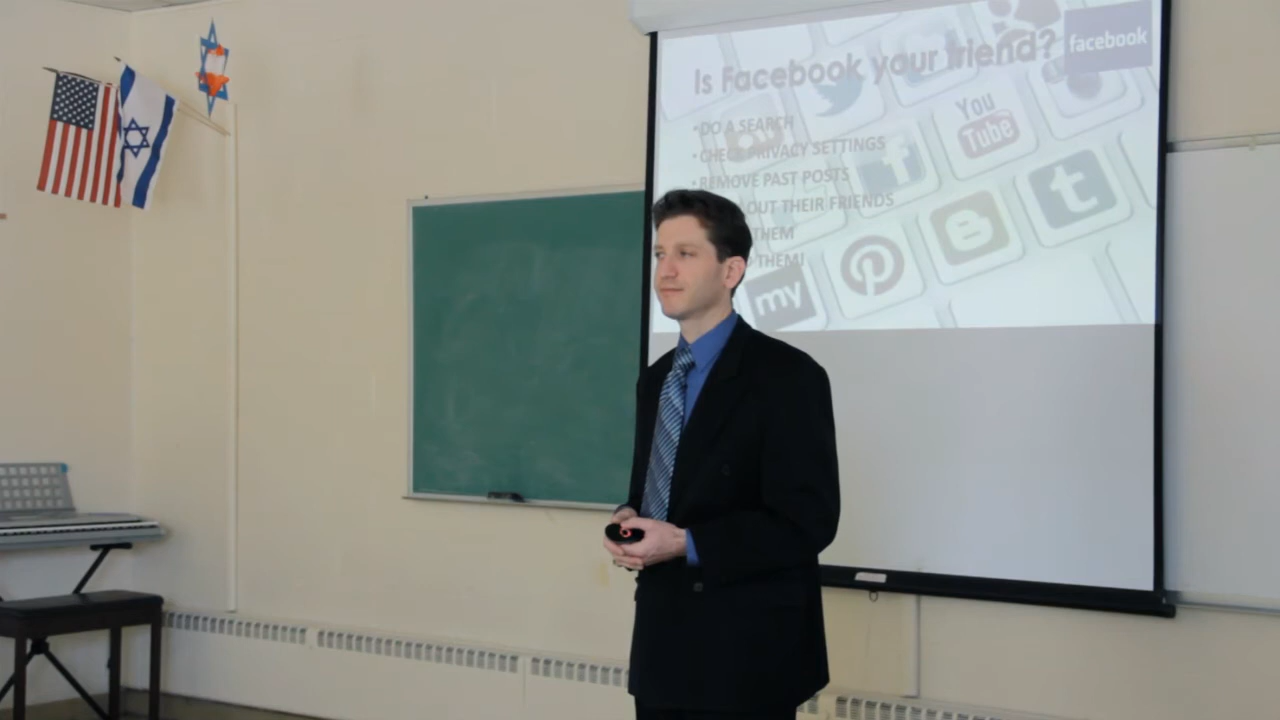 Is Facebook your friend?
facebook
•DO A SEARCH
•CHECK PRIVACY SETTINGS
•REMOVE PAST POSTS
OUT THEIR FRIENDS
THEM
THEM!
You
Tube
f
t
my